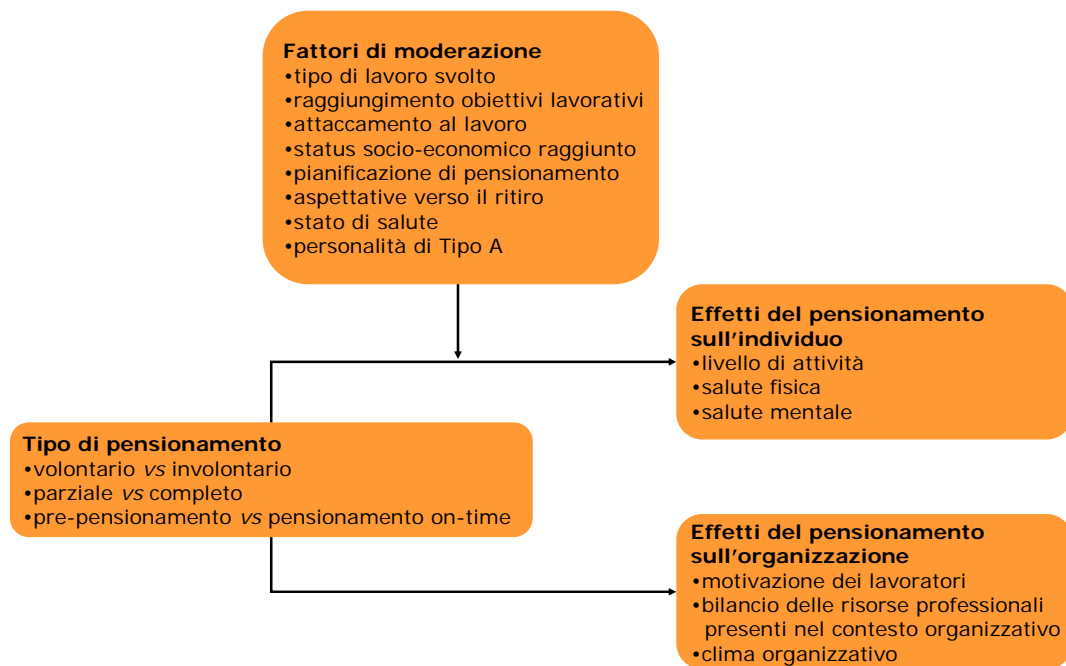 Fattori di moderazione
•tipo di lavoro svolto
•raggiungimento obiettivi lavorativi
•attaccamento al lavoro
•status socio-economico raggiunto
•pianificazione di pensionamento
•aspettative verso il ritiro
•stato di salute
•personalità di Tipo A
Effetti del pensionamento
sull'individuo
•livello di attività
•salute fisica
•salute mentale
Tipo di pensionamento
•volontario vs involontario
•parziale vs completo
•pre-pensionamento vs pensionamento on-time
Effetti del pensionamento
sull'organizzazione
•motivazione dei lavoratori
•bilancio delle risorse professionali
presenti nel contesto organizzativo
•clima organizzativo